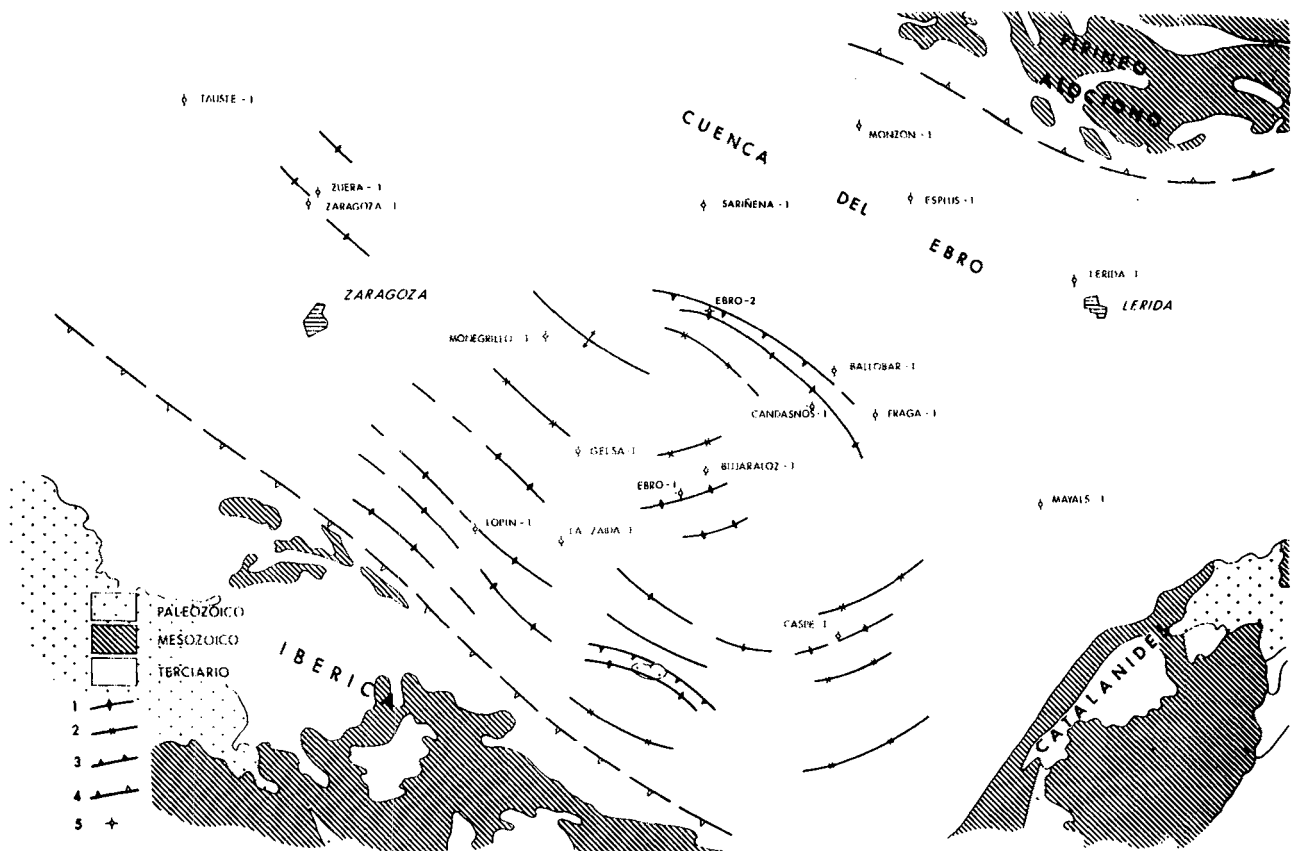 PIRINEO
ALOCTONO
TAUSTE - 1
CUENCA
MONZON - 1
ZUERA - 1
ZARAGOZA - 1
SARIÑENA - 1
DEL
ESPLUS - 1
EBRO
LERIDA - 1
ZARAGOZA
LERIDA
EBRO - 2
MONEGRILLO - 1
BALLOBAR - 1
CANDASNOS - 1
FRAGA - 1
GELSA - 1
BUJARALOZ - 1
EBRO - 1
MAYALS - 1
LOPIN - 1
LA ZAIDA - 1
CASPE - 1
PALEOZOICO
MESOZOICO
TERCIARIO
IBERICA
CATALANIDES
1
2
3
4
5